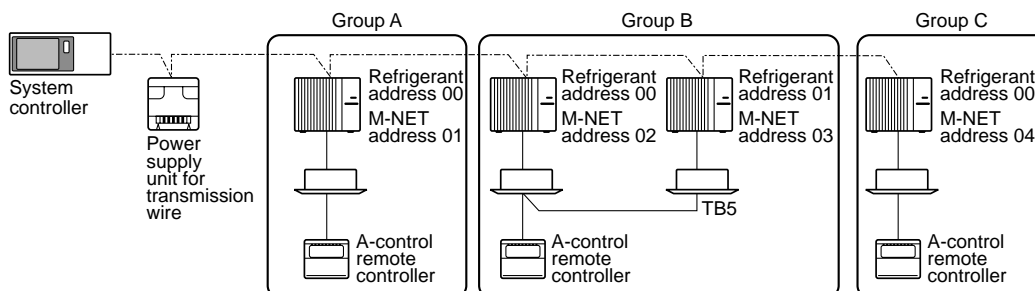 Group A
Group B
Group C
System
controller
Power
supply
unit for
transmission
wire
Refrigerant
address 00
M-NET
address 01
A-control
remote
controller
Refrigerant
address 00
M-NET
address 02
Refrigerant
address 01
M-NET
address 03
TB5
A-control
remote
controller
Refrigerant
address 00
M-NET
address 04
A-control
remote
controller